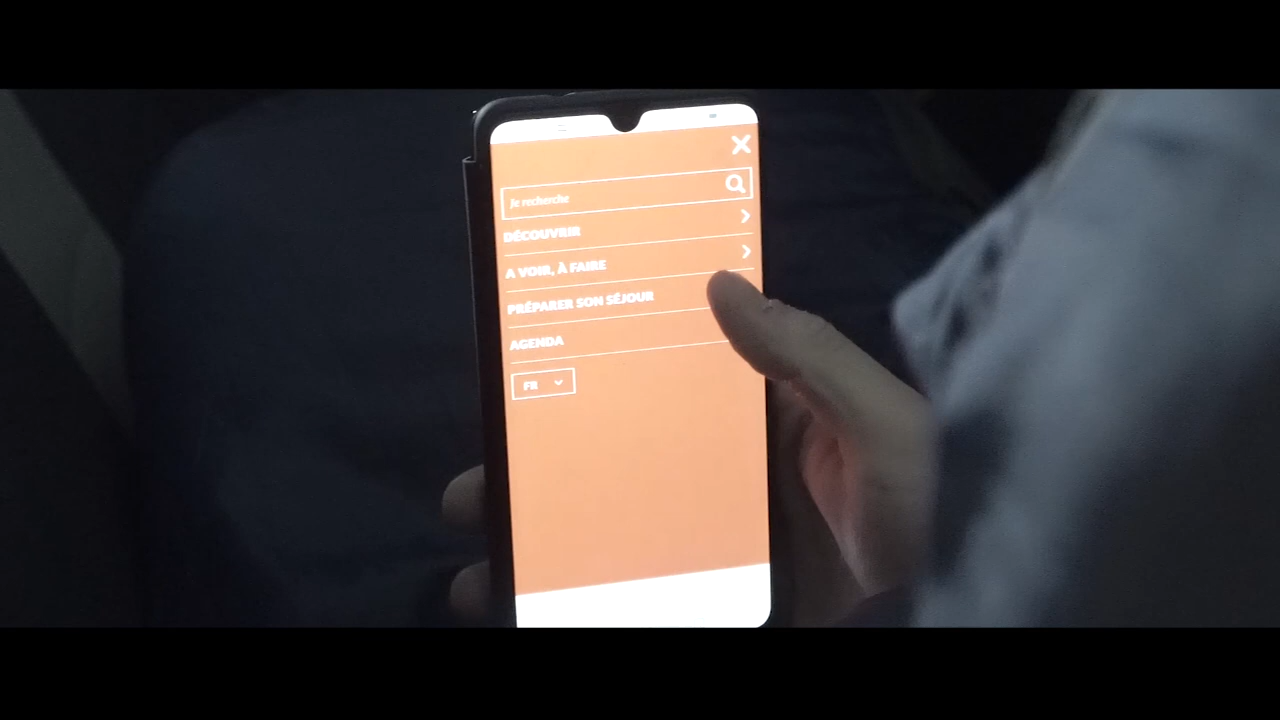 Je recherche
DÉCOUVRIR
A VOIR, À FAIRE
PRÉPARER SON SÉJOUR
AGENDA
FR